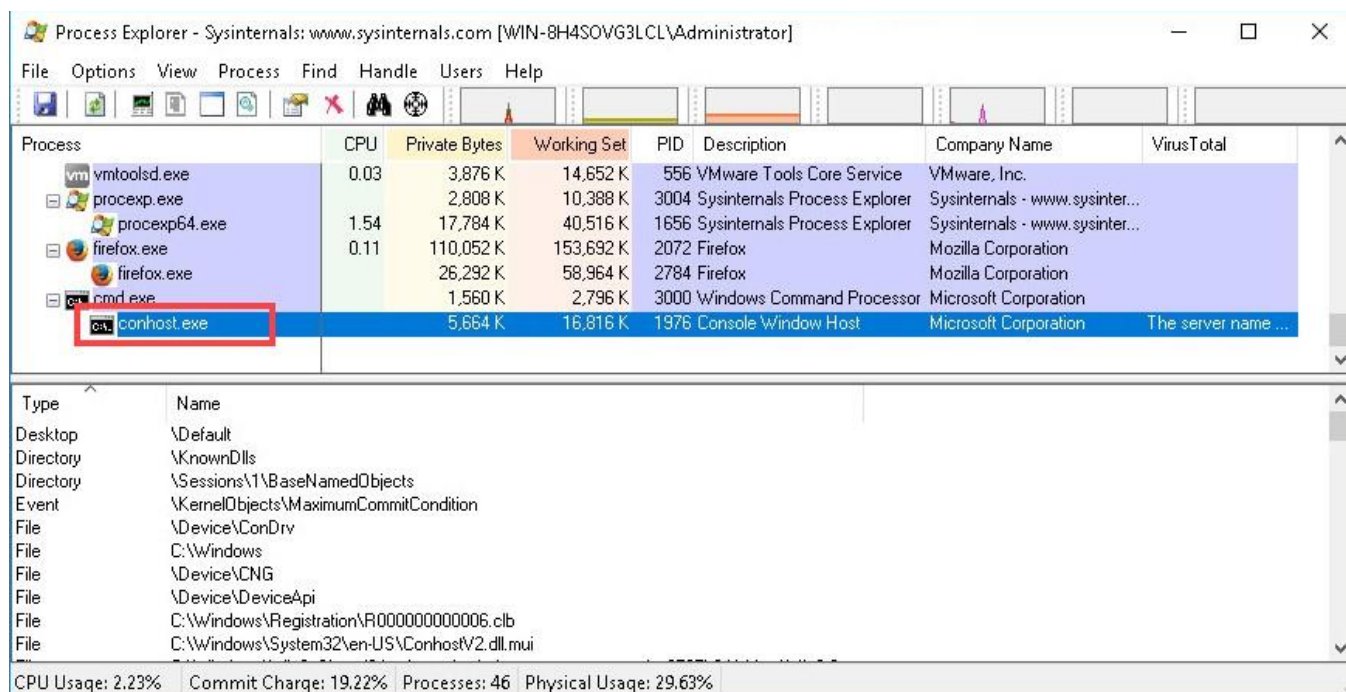 Process Explorer - Sysinternals: www.sysinternals.com [WIN-8H4SOVG3LCL\Administrator]
File Options View Process Find Handle Users Help
Process CPU Private Bytes Working Set PID Description Company Name VirusTotal
vm vmtoolsd.exe 0.03 3,876 K 14,652 K 556 VMware Tools Core Service VMware, Inc.
procexp.exe 2,808 K 10,388 K 3004 Sysinternals Process Explorer Sysinternals - www.sysinter...
procexp64.exe 1.54 17,784 K 40,516 K 1656 Sysinternals Process Explorer Sysinternals - www.sysinter...
firefox.exe 0.11 110,052 K 153,692 K 2072 Firefox Mozilla Corporation
firefox.exe 26,292 K 58,964 K 2784 Firefox Mozilla Corporation
cmd.exe 1,560 K 2,796 K 3000 Windows Command Processor Microsoft Corporation
conhost.exe 5,664 K 16,816 K 1976 Console Window Host Microsoft Corporation The server name ...
Type Name
Desktop \Default
Directory \KnownDlls
Directory \Sessions\1\BaseNamedObjects
Event \KernelObjects\MaximumCommitCondition
File \Device\ConDrv
File C:\Windows
File \Device\CNG
File \Device\DeviceApi
File C:\Windows\Registration\R000000000006.clb
File C:\Windows\System32\en-US\ConhostV2.dll.mui
CPU Usage: 2.23% Commit Charge: 19.22% Processes: 46 Physical Usage: 29.63%